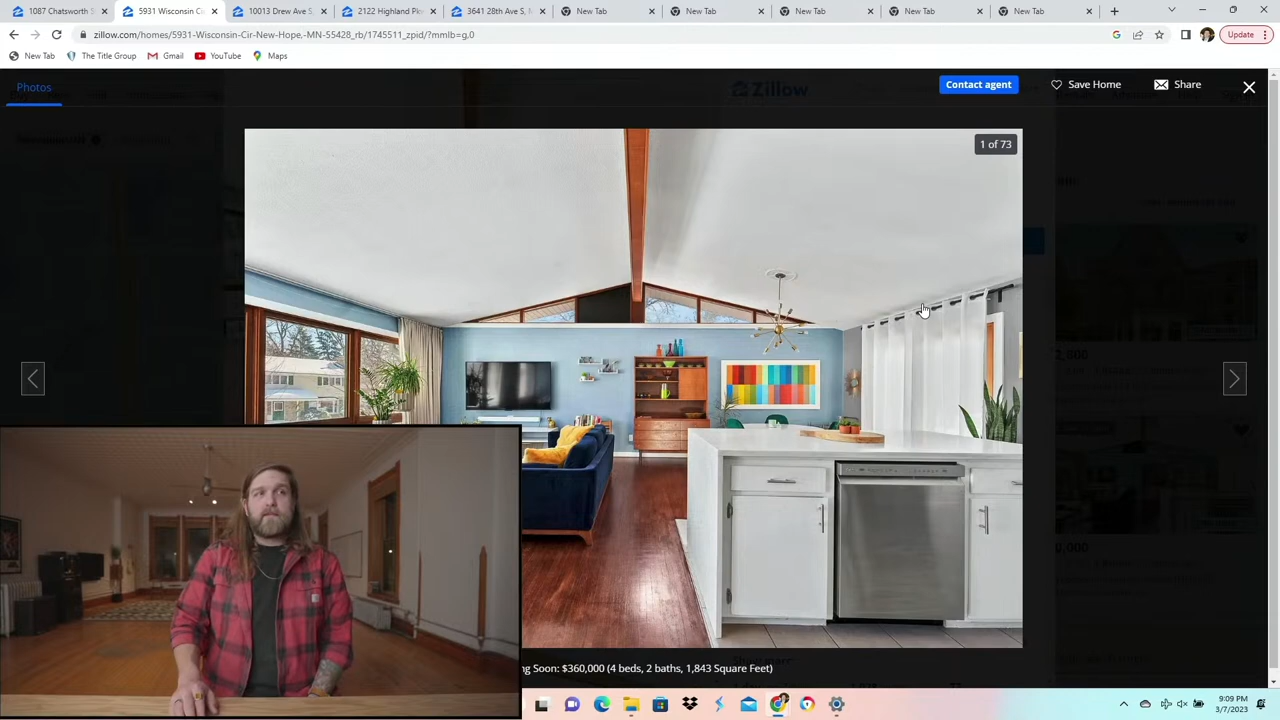 1087 Chatsworth S
5931 Wisconsin C
10013 Drew Ave S,
2122 Highland Pkw
3641 28th Ave S, M
New Tab
New Tab
New Tab
New Tab
New Tab
zillow.com/homes/5931-Wisconsin-Cir-New-Hope,-MN-55428_rb/1745511_zpid/?mmlb=g,0
Update
New Tab
The Title Group
Gmail
YouTube
Maps
Photos
Zillow
Contact agent
Save Home
Share
1 of 73
ng Soon: $360,000 (4 beds, 2 baths, 1,843 Square Feet)
9:09 PM
3/7/2023